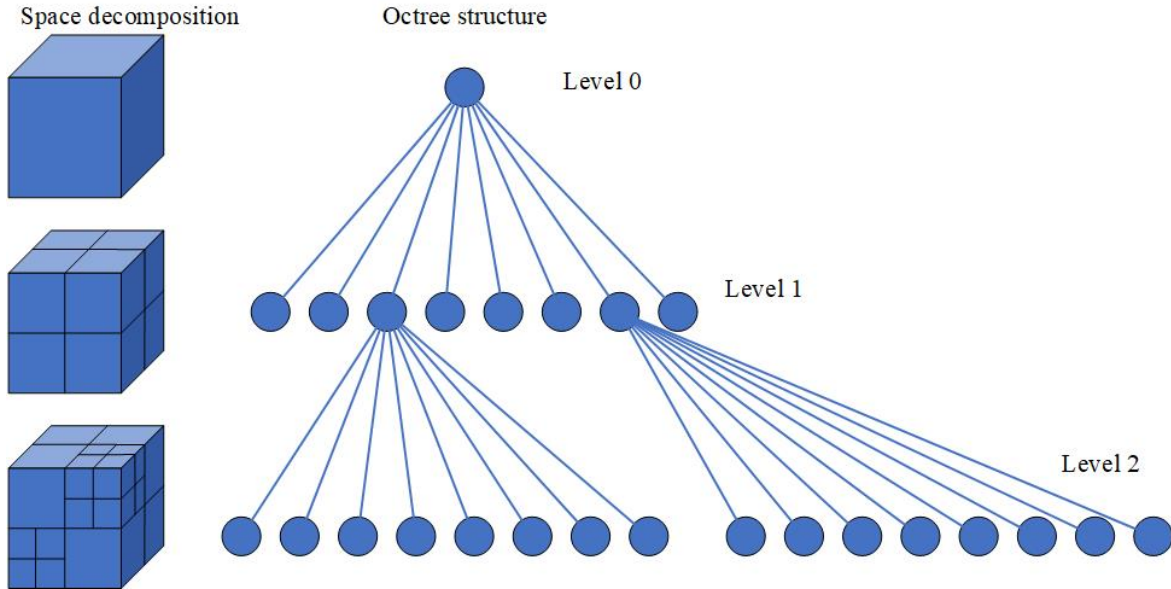 Space decomposition
Octree structure
Level 0
Level 1
Level 2